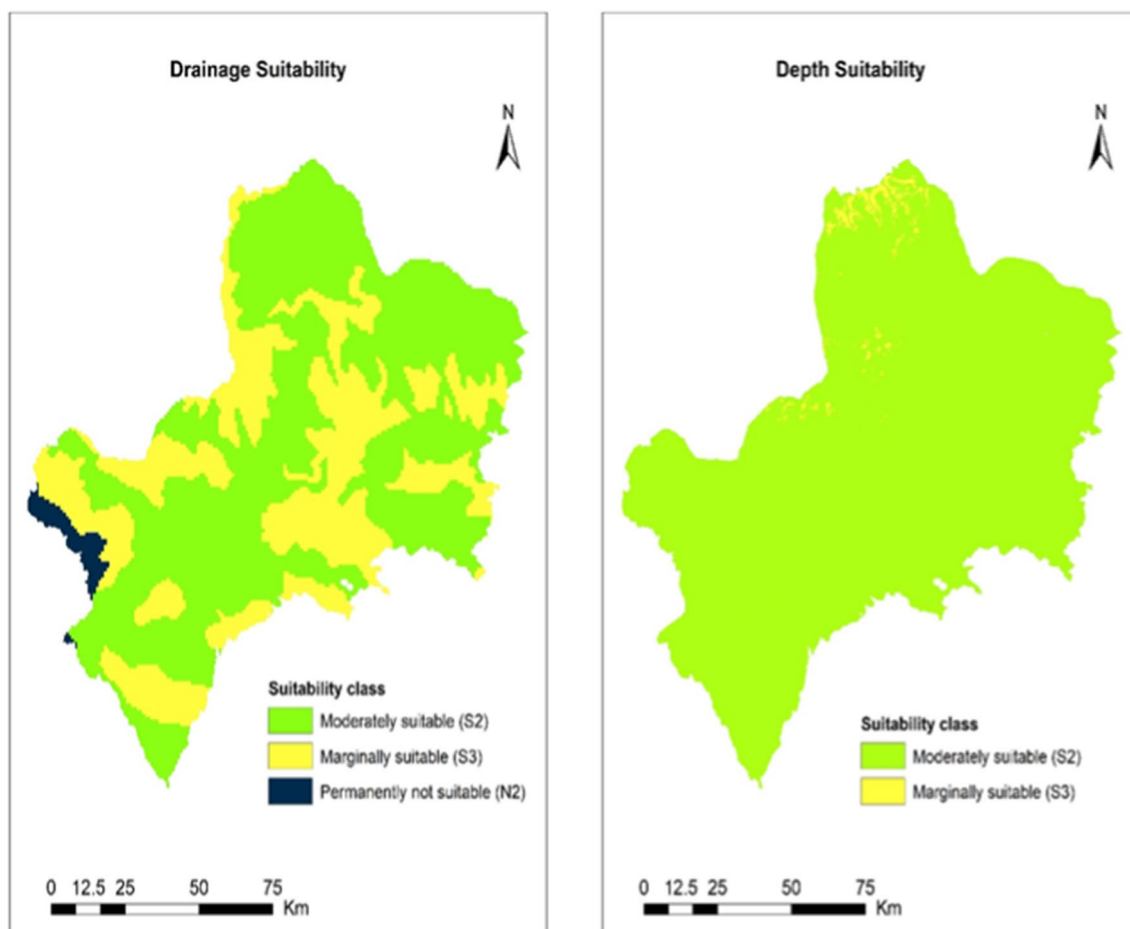 Drainage Suitability
N
Suitability class
Moderately suitable (S2)
Marginally suitable (S3)
Permanently not suitable (N2)
0 12.5 25 50 75
Km
Depth Suitability
N
Suitability class
Moderately suitable (S2)
Marginally suitable (S3)
0 12.5 25 50 75
Km